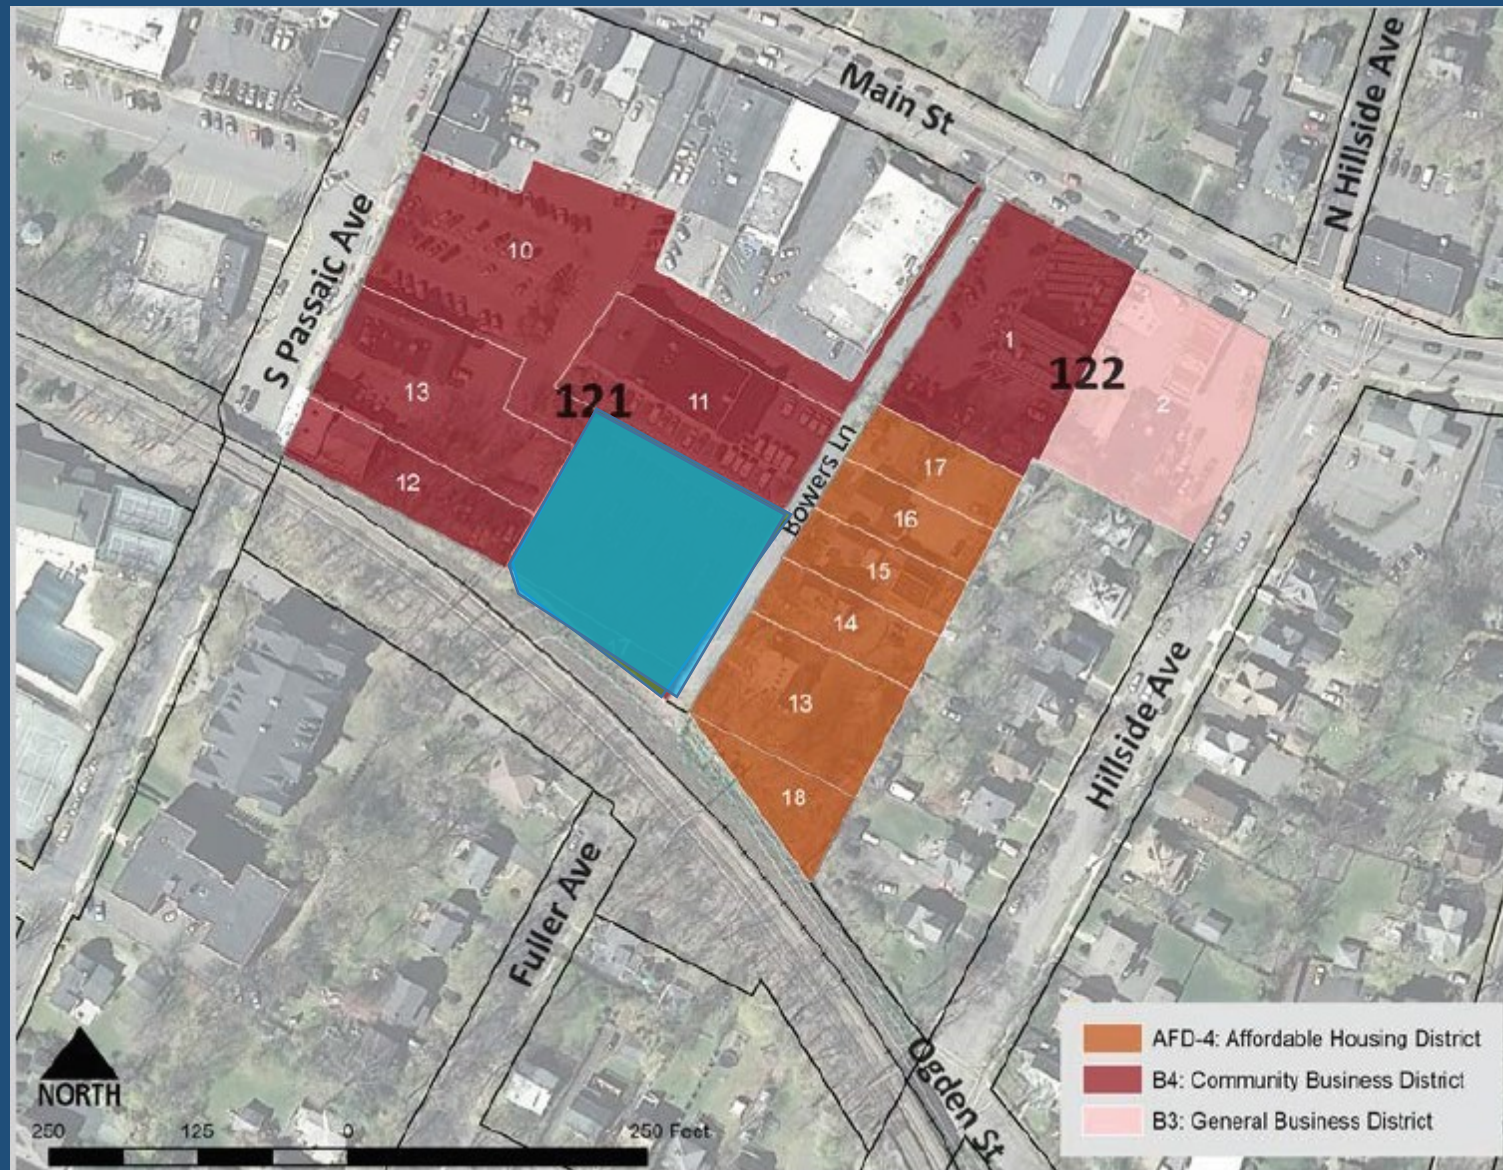 Main St
N Hillside Ave
S Passaic Ave
10
1
122
2
13
121
11
Bowers Ln
12
17
16
15
14
13
18
Hillside Ave
Fuller Ave
Ogden St
AFD-4: Affordable Housing District
B4: Community Business District
B3: General Business District
NORTH
250 125 0 250 Feet